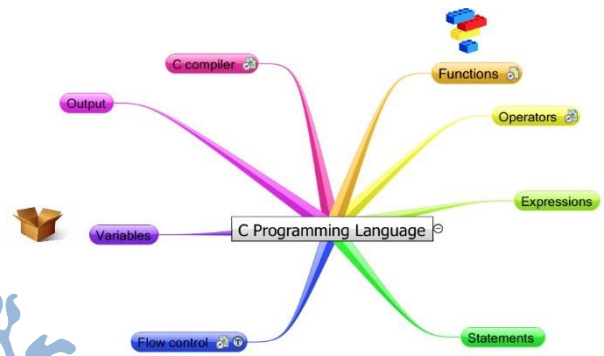 C compiler
Functions
Output
Operators
Expressions
Variables
C Programming Language
Flow control
Statements